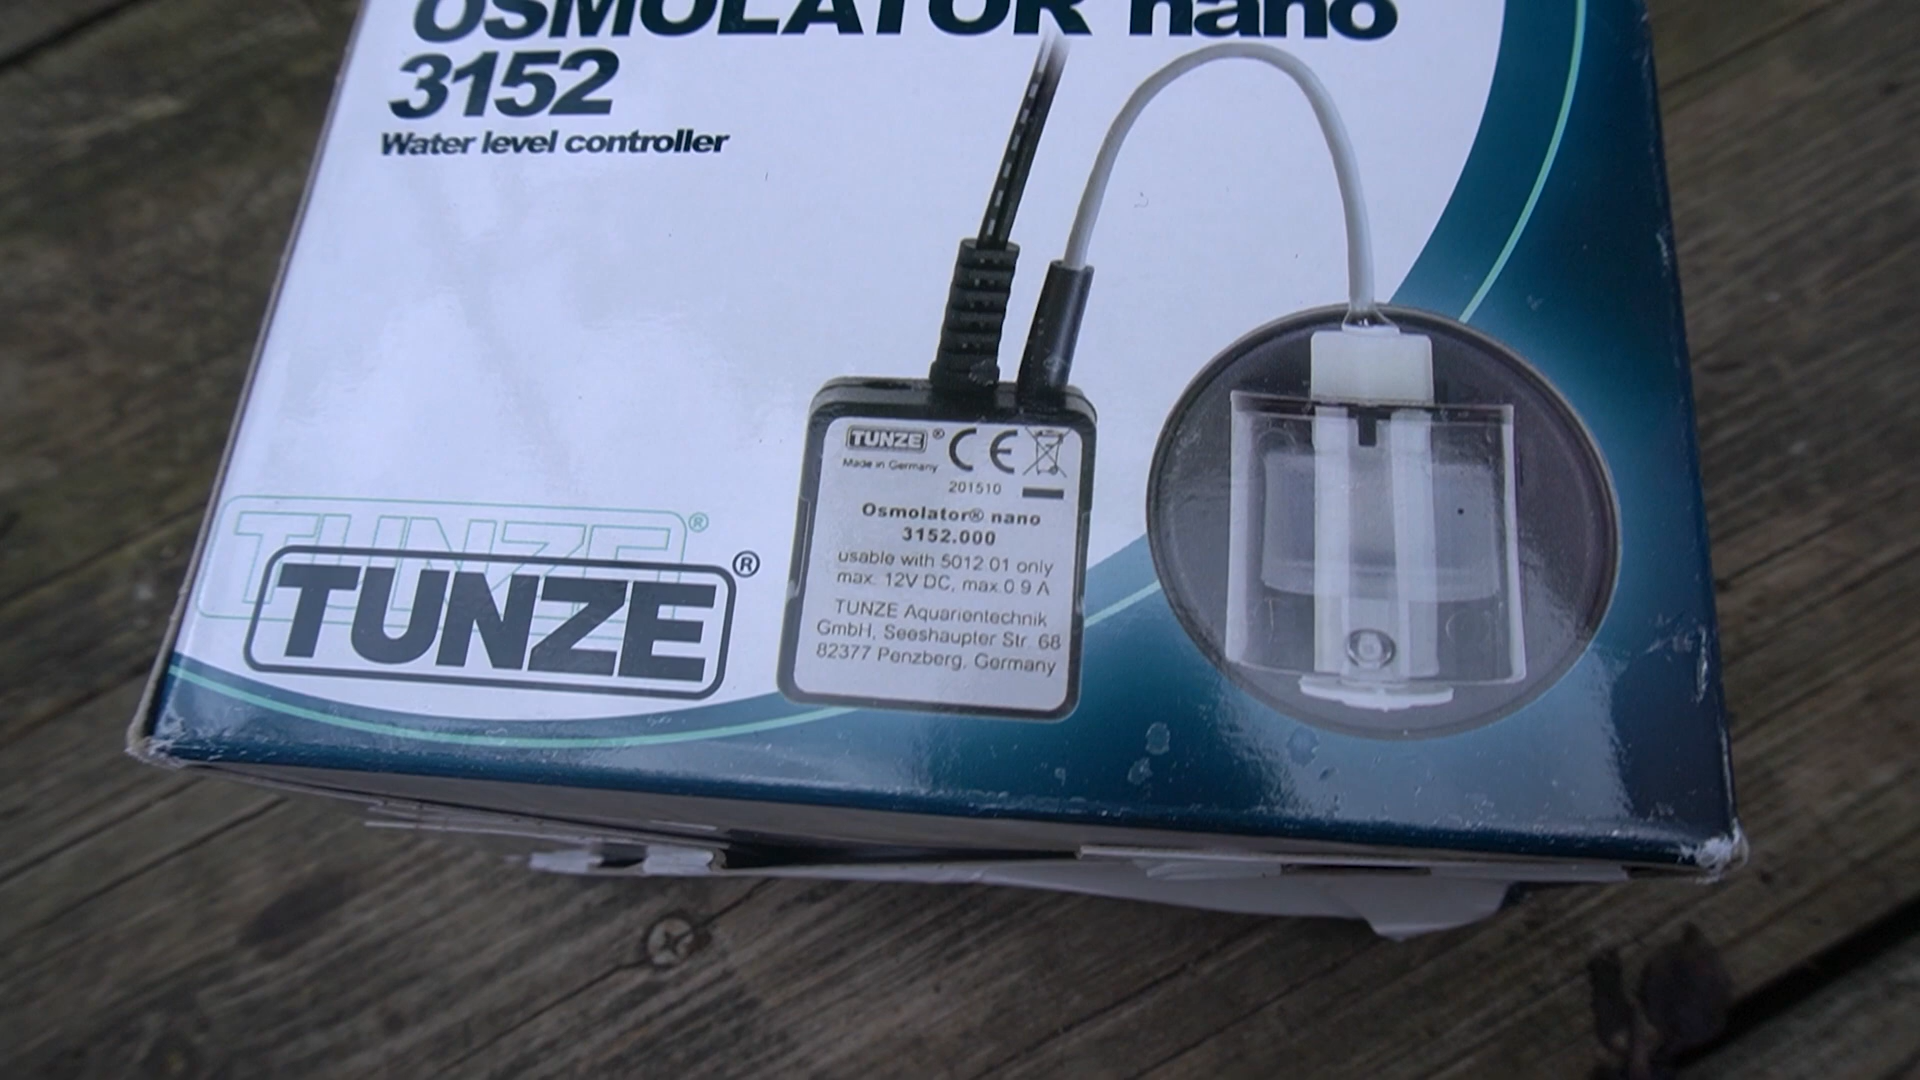 OSMOLATOR nano
3152
Water level controller
TUNZE®
Made in Germany
CE
201510
Osmolator® nano
3152.000
usable with 5012.01 only
max. 12V DC, max.0.9 A
TUNZE Aquarientechnik
GmbH, Seeshaupter Str. 68
82377 Penzberg, Germany
TUNZE®
TUNZE®